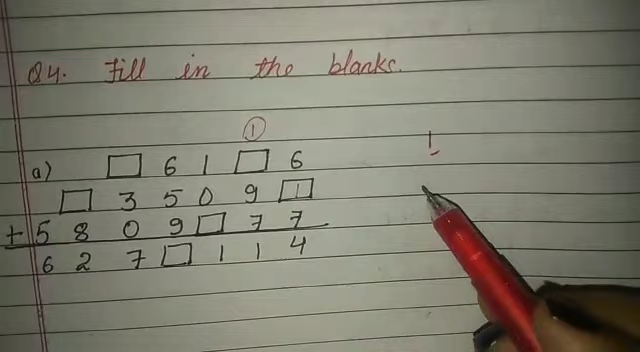 Q4. Fill in the blanks.
①
a) □ 6 1 □ 6
□ 3 5 0 9 1
+ 5 8 0 9 □ 7 7
6 2 7 □ 1 1 4